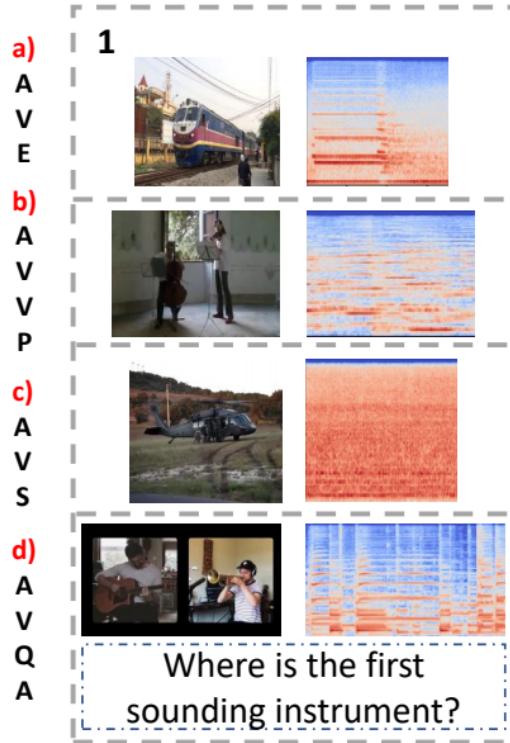 a)
A
V
E
1
b)
A
V
V
P
c)
A
V
S
d)
A
V
Q
A
Where is the first
sounding instrument?